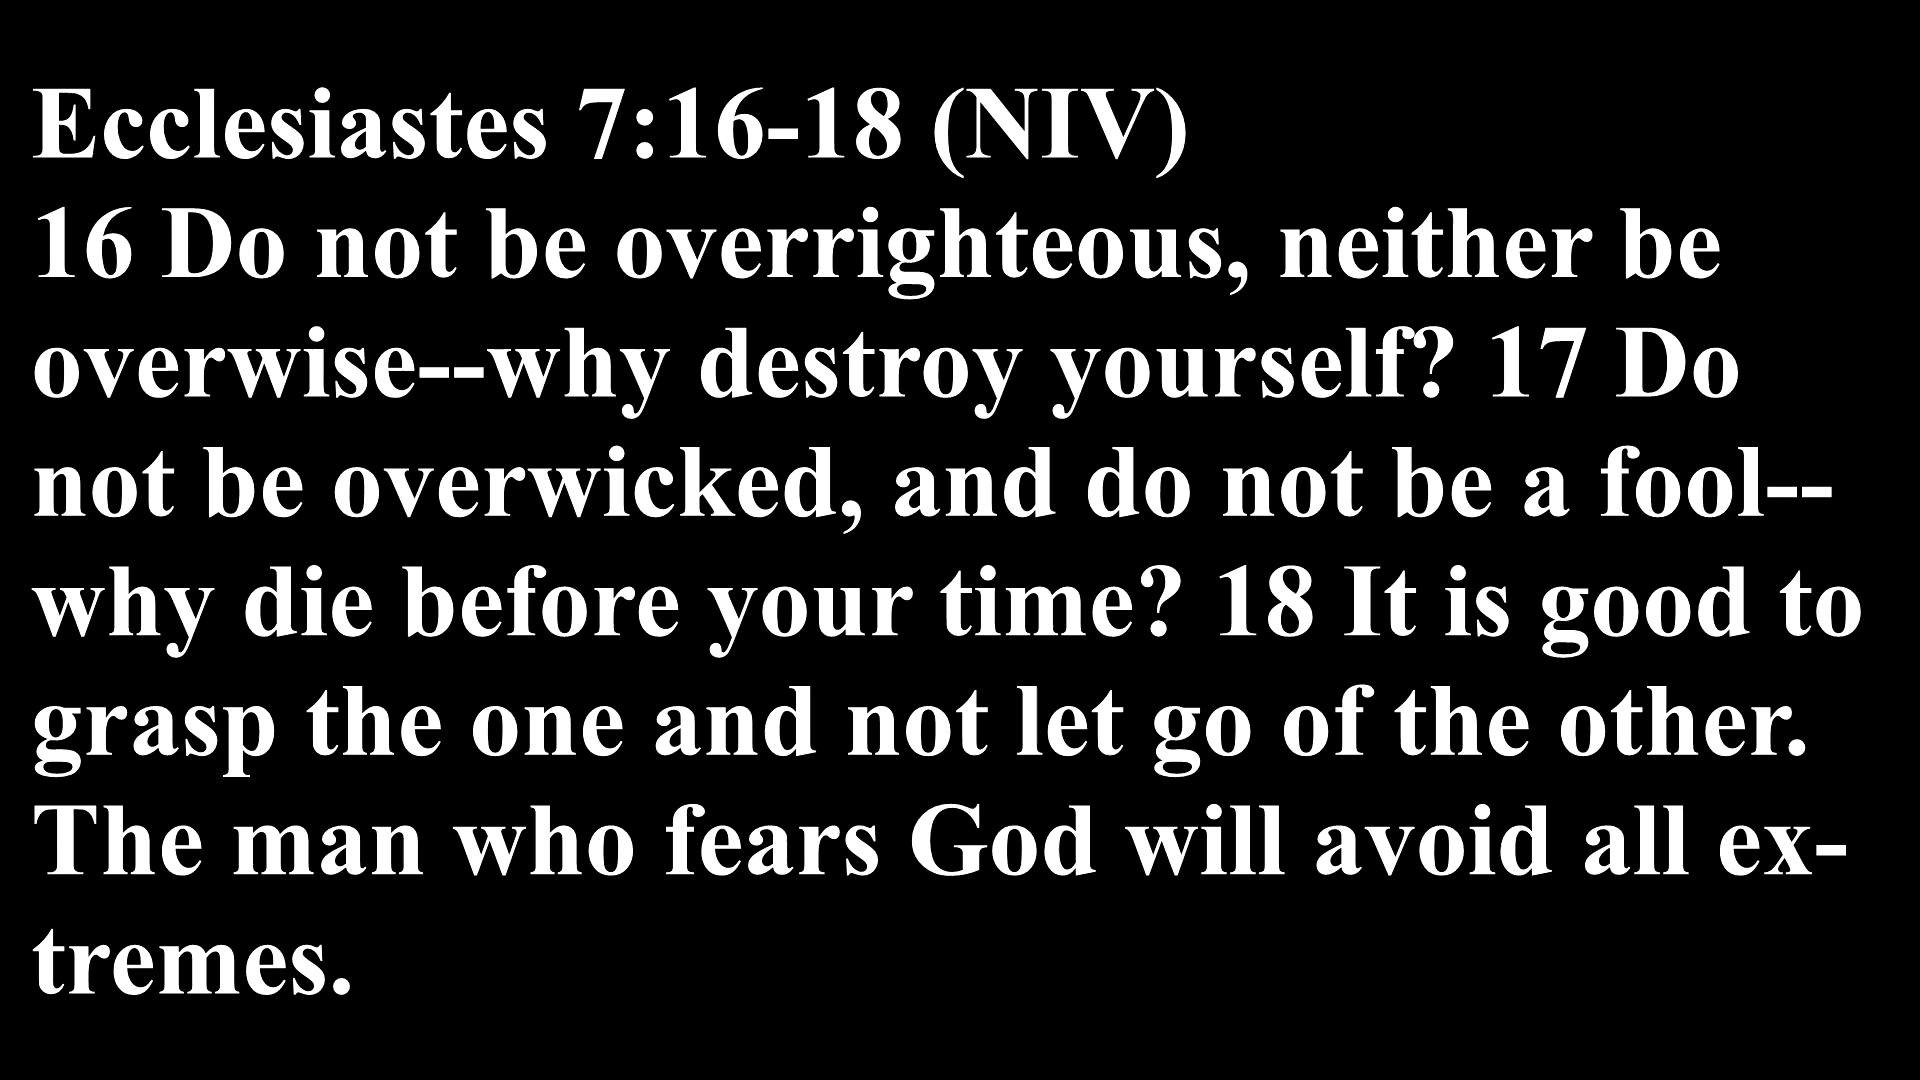 Ecclesiastes 7:16-18 (NIV)
16 Do not be overrighteous, neither be
overwise--why destroy yourself? 17 Do
not be overwicked, and do not be a fool--
why die before your time? 18 It is good to
grasp the one and not let go of the other.
The man who fears God will avoid all ex-
tremes.